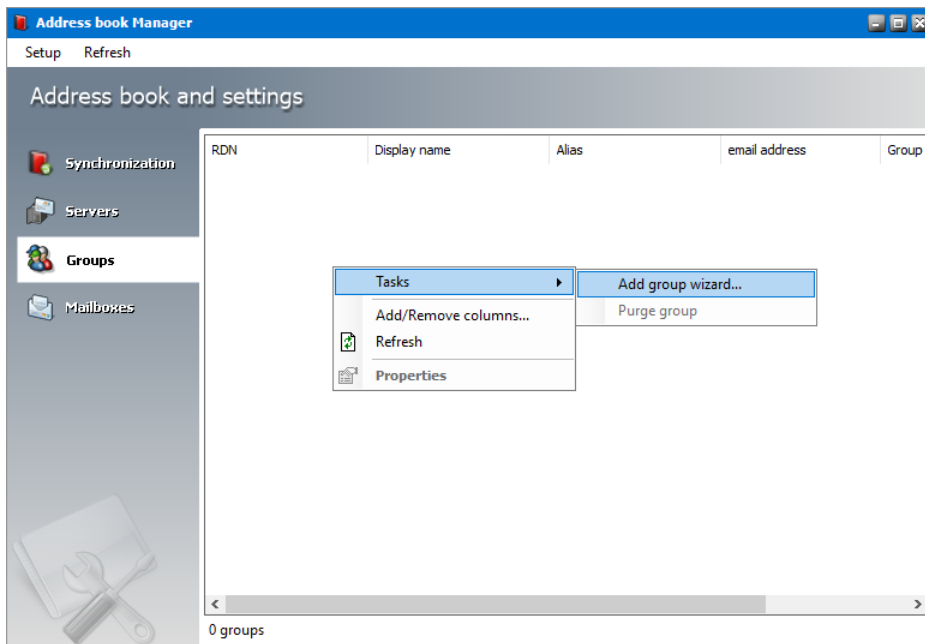 Address book Manager
Setup Refresh
Address book and settings
Synchronization
Servers
Groups
Mailboxes
RDN Display name Alias email address Group
Tasks
Add/Remove columns...
Refresh
Properties
Add group wizard...
Purge group
0 groups